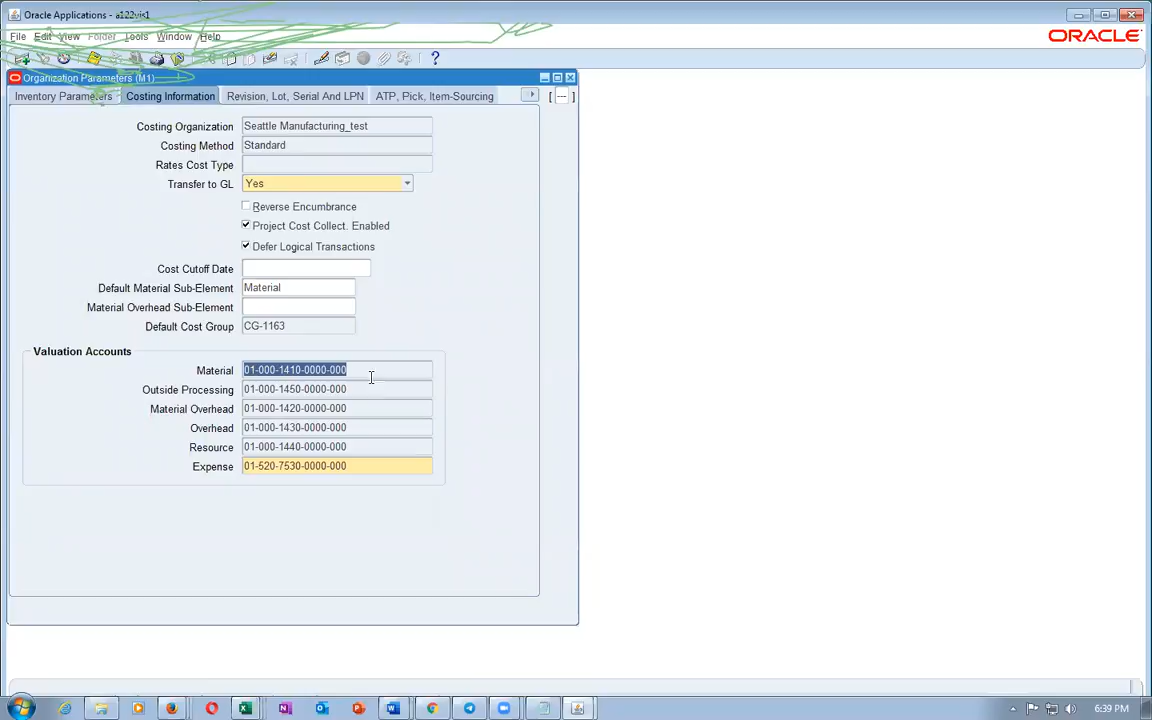 Oracle Applications - a122vis1
File Edit View Folder Tools Window Help
ORACLE
?
Organization Parameters (M1)
Inventory Parameters Costing Information Revision, Lot, Serial And LPN ATP, Pick, Item-Sourcing
Costing Organization Seattle Manufacturing_test
Costing Method Standard
Rates Cost Type
Transfer to GL Yes
Reverse Encumbrance
Project Cost Collect. Enabled
Defer Logical Transactions
Cost Cutoff Date
Default Material Sub-Element Material
Material Overhead Sub-Element
Default Cost Group CG-1163
Valuation Accounts
Material 01-000-1410-0000-000
Outside Processing 01-000-1450-0000-000
Material Overhead 01-000-1420-0000-000
Overhead 01-000-1430-0000-000
Resource 01-000-1440-0000-000
Expense 01-520-7530-0000-000
6:39 PM